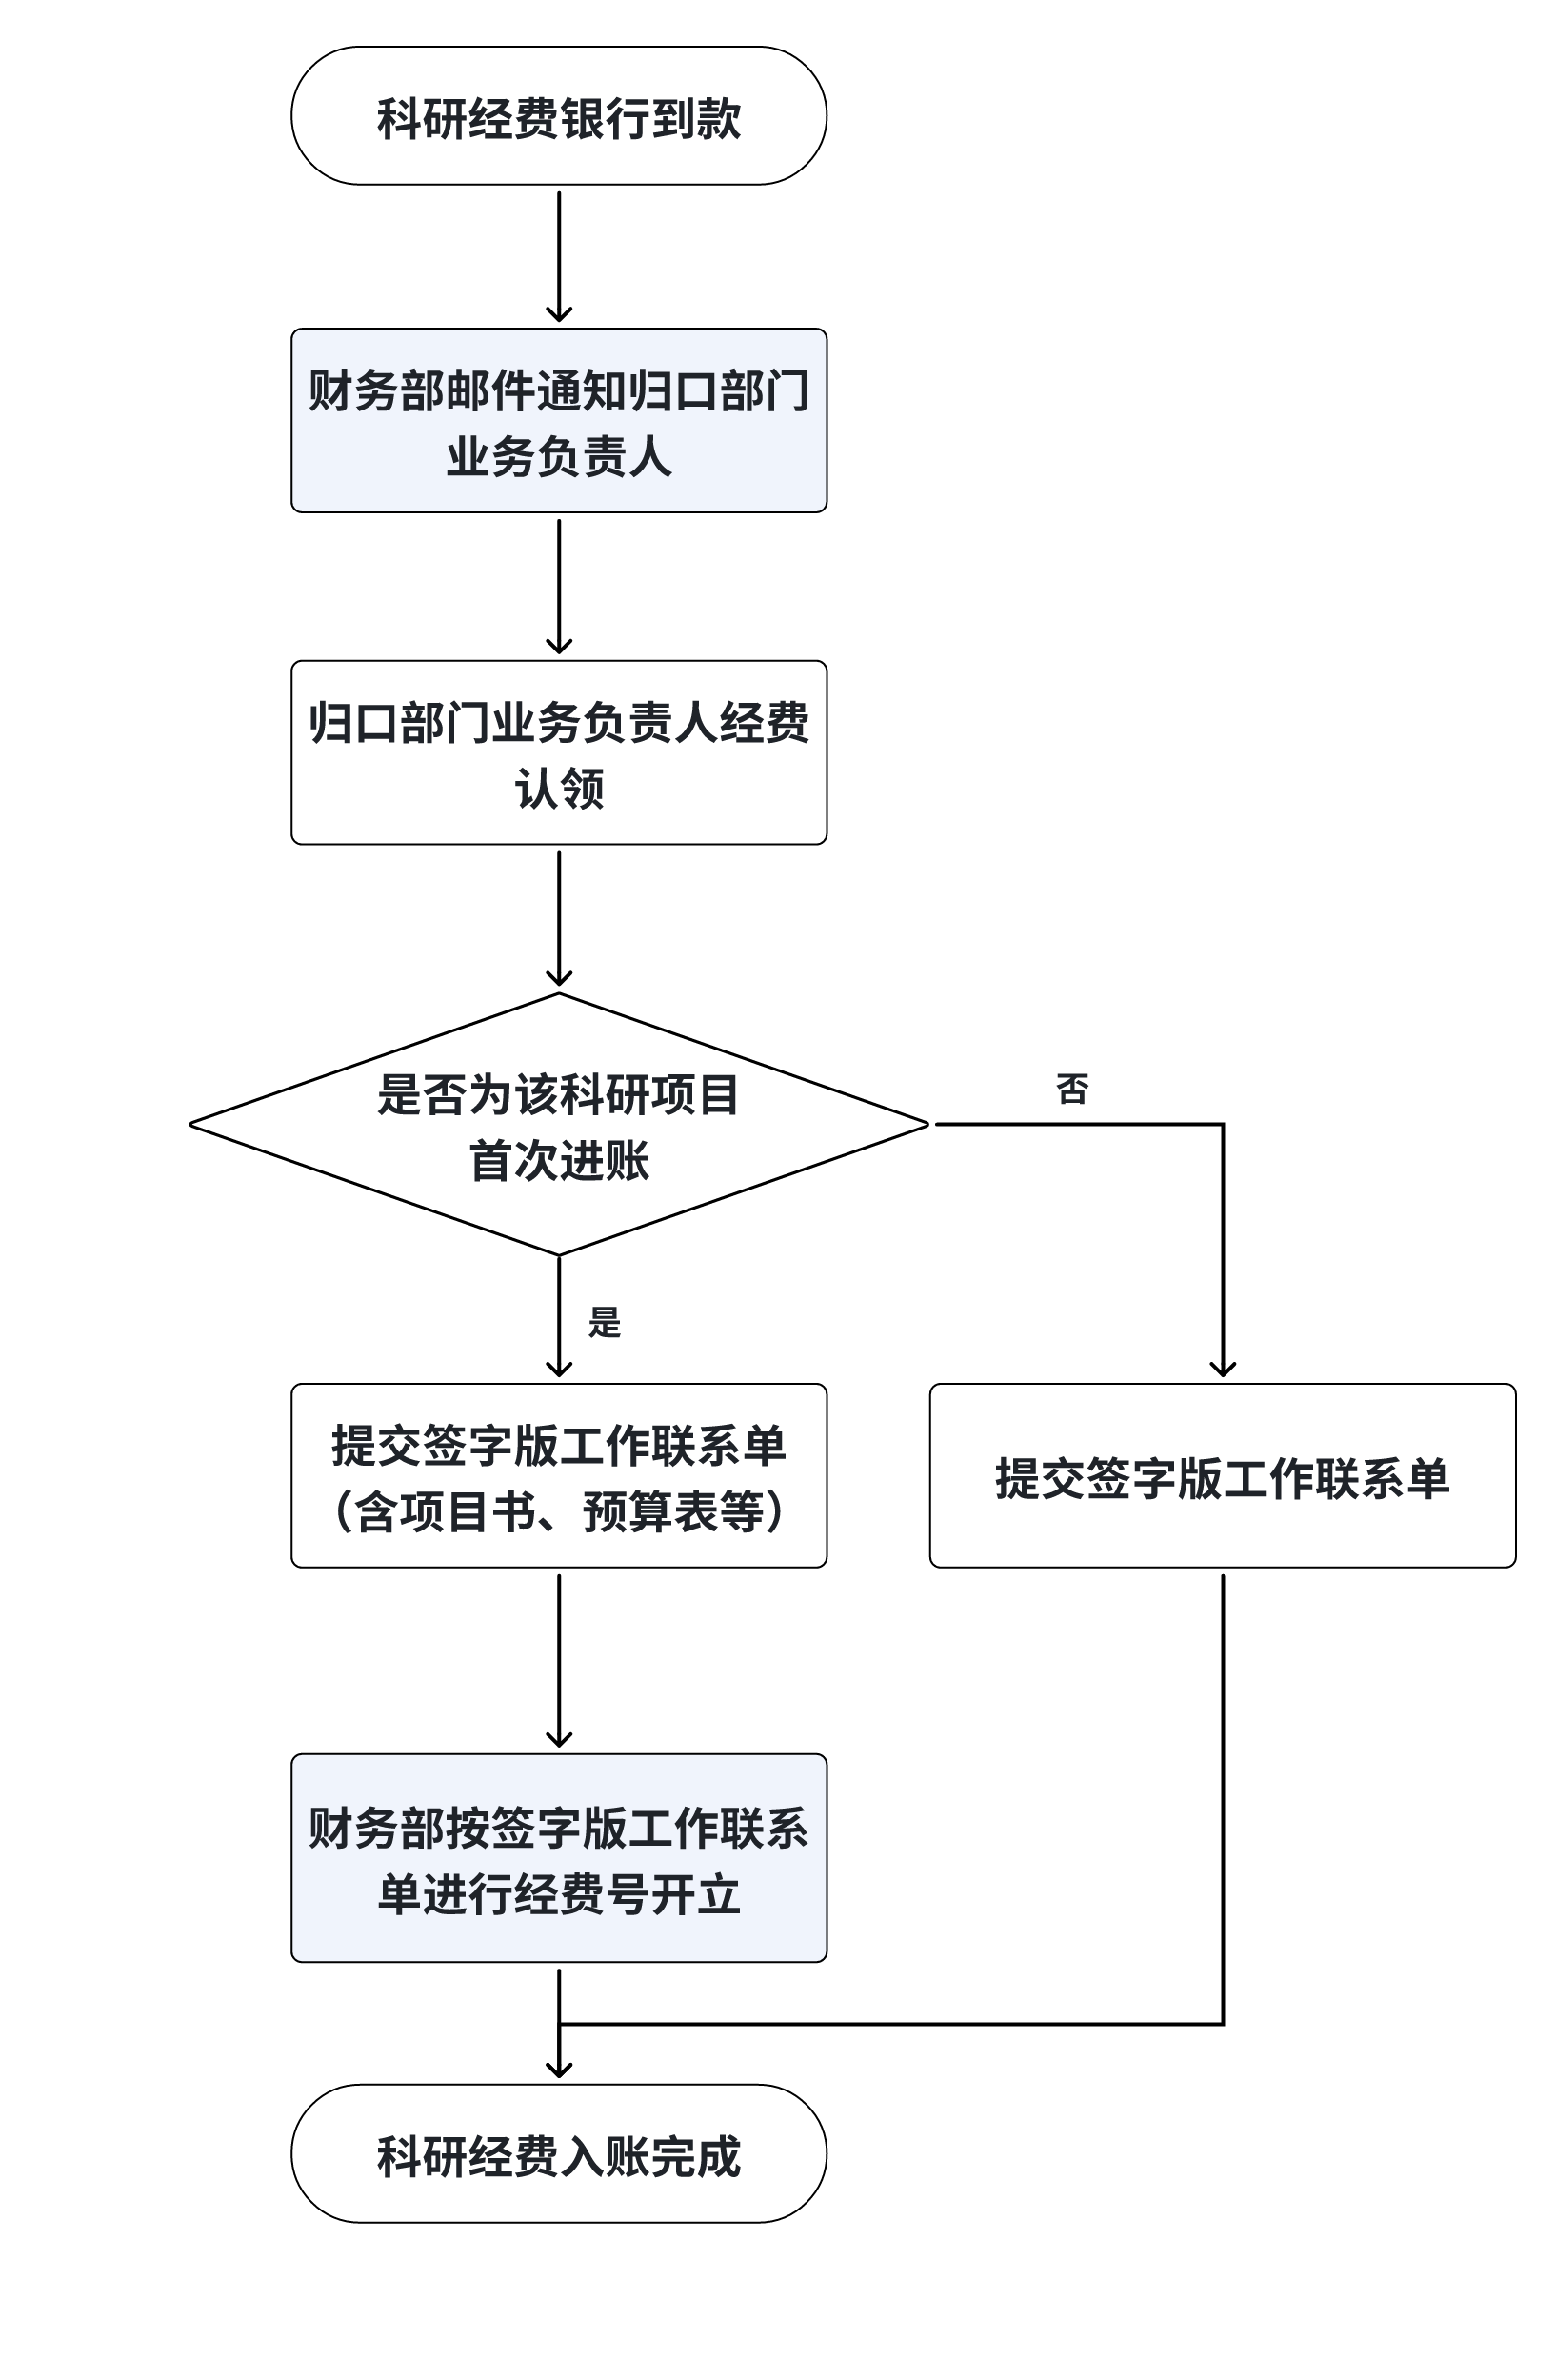 科研经费银行到款
财务部邮件通知归口部门
业务负责人
归口部门业务负责人经费
认领
是否为该科研项目
首次进账
否
是
提交签字版工作联系单
（含项目书、预算表等）
提交签字版工作联系单
财务部按签字版工作联系
单进行经费号开立
科研经费入账完成